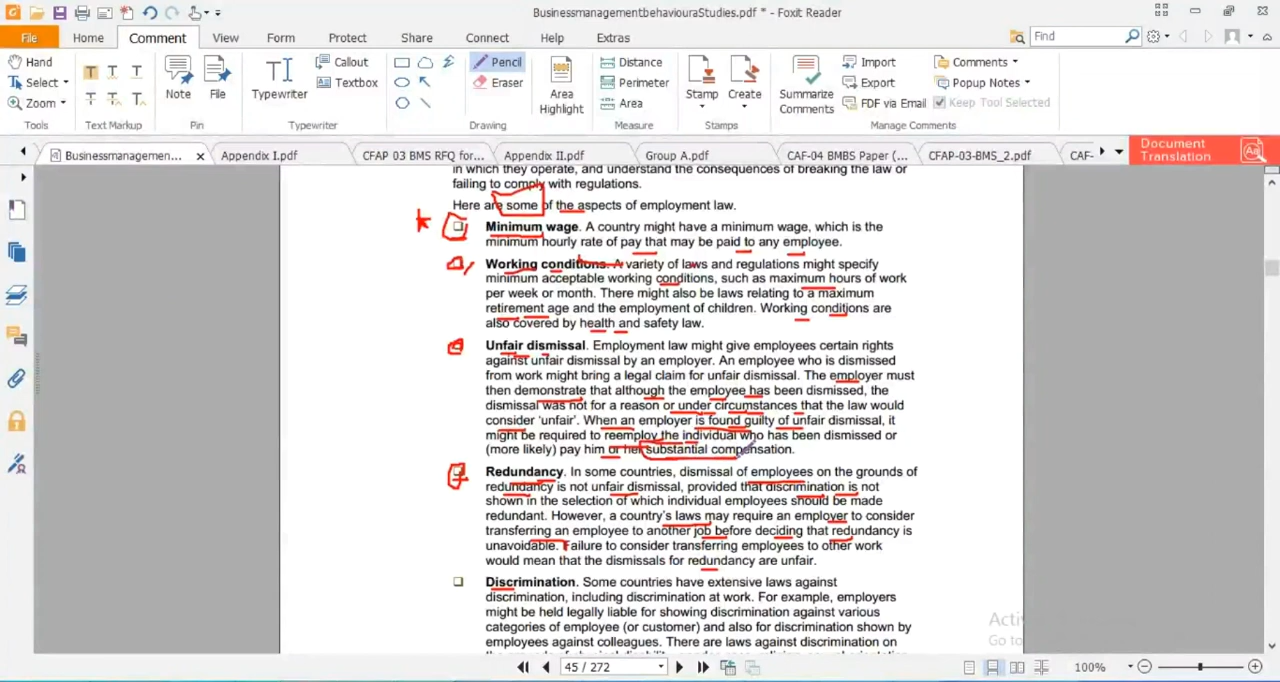 BusinessmanagementbehaviouraStudies.pdf * - Foxit Reader
File Home Comment View Form Protect Share Connect Help Extras Find
Hand
Select
Zoom
Tools
T T T
T T T
Text Markup
Note File
Pin
Typewriter Callout
Textbox
Typewriter
Pencil
Eraser
Area
Highlight
Drawing
Distance
Perimeter
Area
Measure
Stamp Create
Stamps
Summarize
Comments
Import
Export
FDF via Email
Comments
Popup Notes
Keep Tool Selected
Manage Comments
Businessmanagemen... x Appendix I.pdf CFAP 03 BMS RFQ for... Appendix II.pdf Group A.pdf CAF-04 BMBS Paper (... CFAP-03-BMS_2.pdf CAF-
Document
Translation
in which they operate, and understand the consequences of breaking the law or
failing to comply with regulations.
Here are some of the aspects of employment law.
Minimum wage. A country might have a minimum wage, which is the
minimum hourly rate of pay that may be paid to any employee.
Working conditions. A variety of laws and regulations might specify
minimum acceptable working conditions, such as maximum hours of work
per week or month. There might also be laws relating to a maximum
retirement age and the employment of children. Working conditions are
also covered by health and safety law.
Unfair dismissal. Employment law might give employees certain rights
against unfair dismissal by an employer. An employee who is dismissed
from work might bring a legal claim for unfair dismissal. The employer must
then demonstrate that although the employee has been dismissed, the
dismissal was not for a reason or under circumstances that the law would
consider ‘unfair’. When an employer is found guilty of unfair dismissal, it
might be required to reemploy the individual who has been dismissed or
(more likely) pay him or her substantial compensation.
Redundancy. In some countries, dismissal of employees on the grounds of
redundancy is not unfair dismissal, provided that discrimination is not
shown in the selection of which individual employees should be made
redundant. However, a country’s laws may require an employer to consider
transferring an employee to another job before deciding that redundancy is
unavoidable. Failure to consider transferring employees to other work
would mean that the dismissals for redundancy are unfair.
Discrimination. Some countries have extensive laws against
discrimination, including discrimination at work. For example, employers
might be held legally liable for showing discrimination against various
categories of employee (or customer) and also for discrimination shown by
employees against colleagues. There are laws against discrimination on
Go to
45 / 272
100%